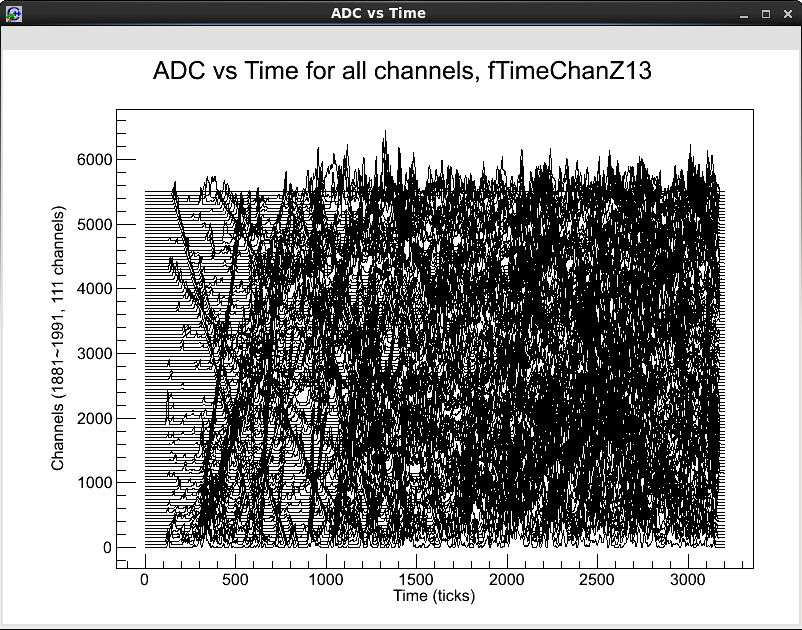 ADC vs Time
ADC vs Time for all channels, fTimeChanZ13
6000
5000
4000
3000
2000
1000
0
Channels (1881~1991, 111 channels)
0 500 1000 1500 2000 2500 3000
Time (ticks)